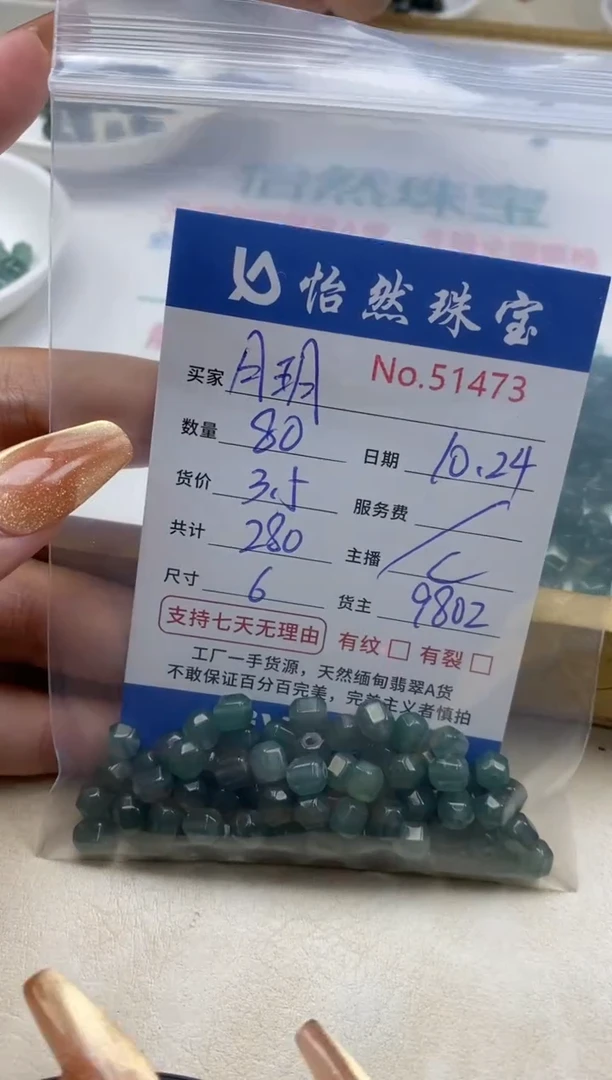 怡然珠宝
买家 月玥 No.51473
数量 80 日期 10.24
货价 3.5 服务费 /
共计 280 主播 C
尺寸 6 货主 9802
支持七天无理由 有纹□ 有裂□
工厂一手货源，天然缅甸翡翠A货
不敢保证百分百完美，完美主义者慎拍